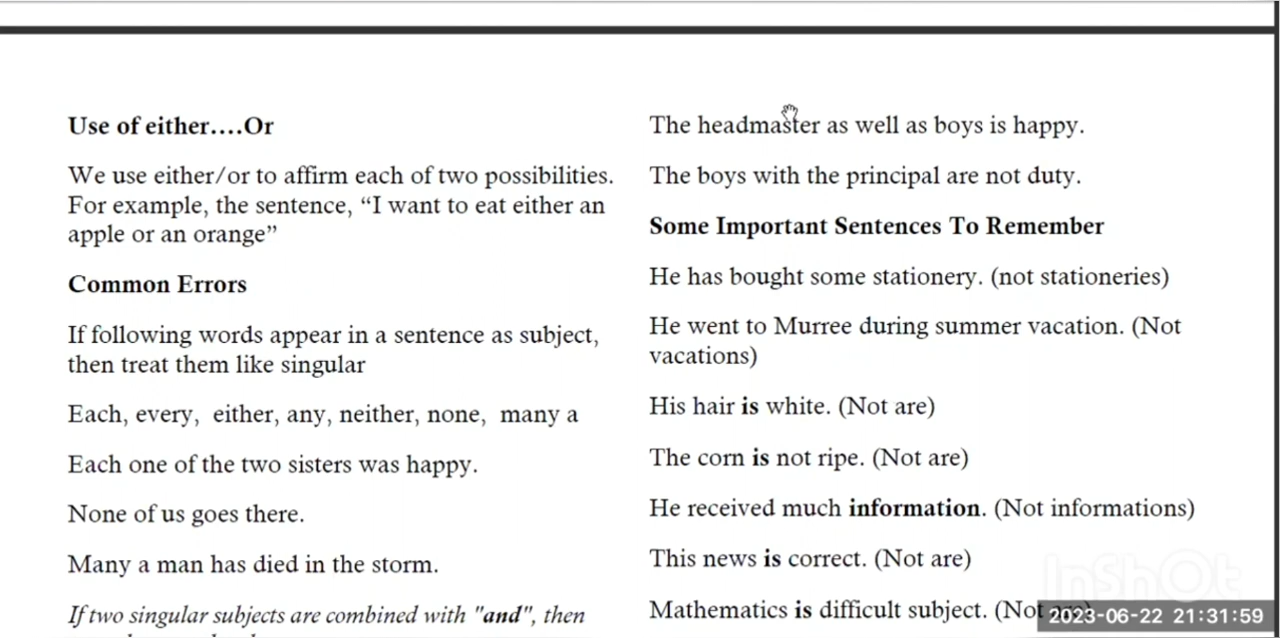 Use of either….Or
We use either/or to affirm each of two possibilities.
For example, the sentence, “I want to eat either an
apple or an orange”
Common Errors
If following words appear in a sentence as subject,
then treat them like singular
Each, every, either, any, neither, none, many a
Each one of the two sisters was happy.
None of us goes there.
Many a man has died in the storm.
If two singular subjects are combined with "and", then
The headmaster as well as boys is happy.
The boys with the principal are not duty.
Some Important Sentences To Remember
He has bought some stationery. (not stationeries)
He went to Murree during summer vacation. (Not
vacations)
His hair is white. (Not are)
The corn is not ripe. (Not are)
He received much information. (Not informations)
This news is correct. (Not are)
Mathematics is difficult subject. (Not
InShOt
2023-06-22 21:31:59